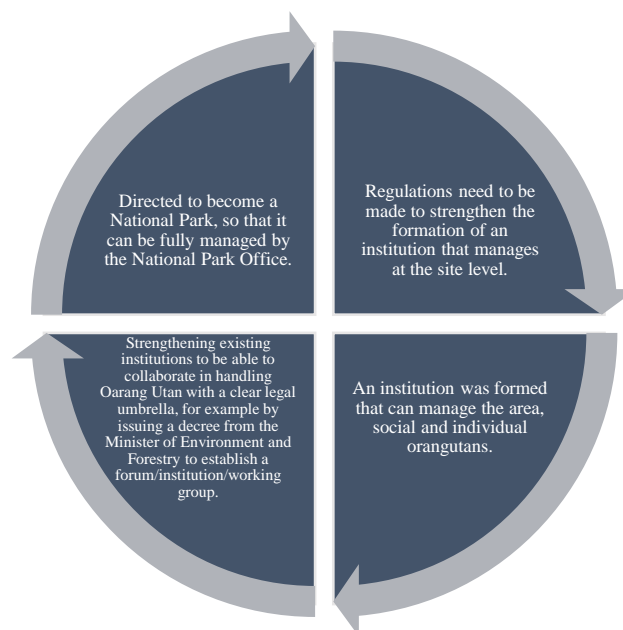 Directed to become a
National Park, so that it
can be fully managed by
the National Park Office.
Regulations need to be
made to strengthen the
formation of an
institution that manages
at the site level.
Strengthening existing
institutions to be able to
collaborate in handling
Oarang Utan with a clear legal
umbrella, for example by
issuing a decree from the
Minister of Environment and
Forestry to establish a
forum/institution/working
group.
An institution was formed
that can manage the area,
social and individual
orangutans.